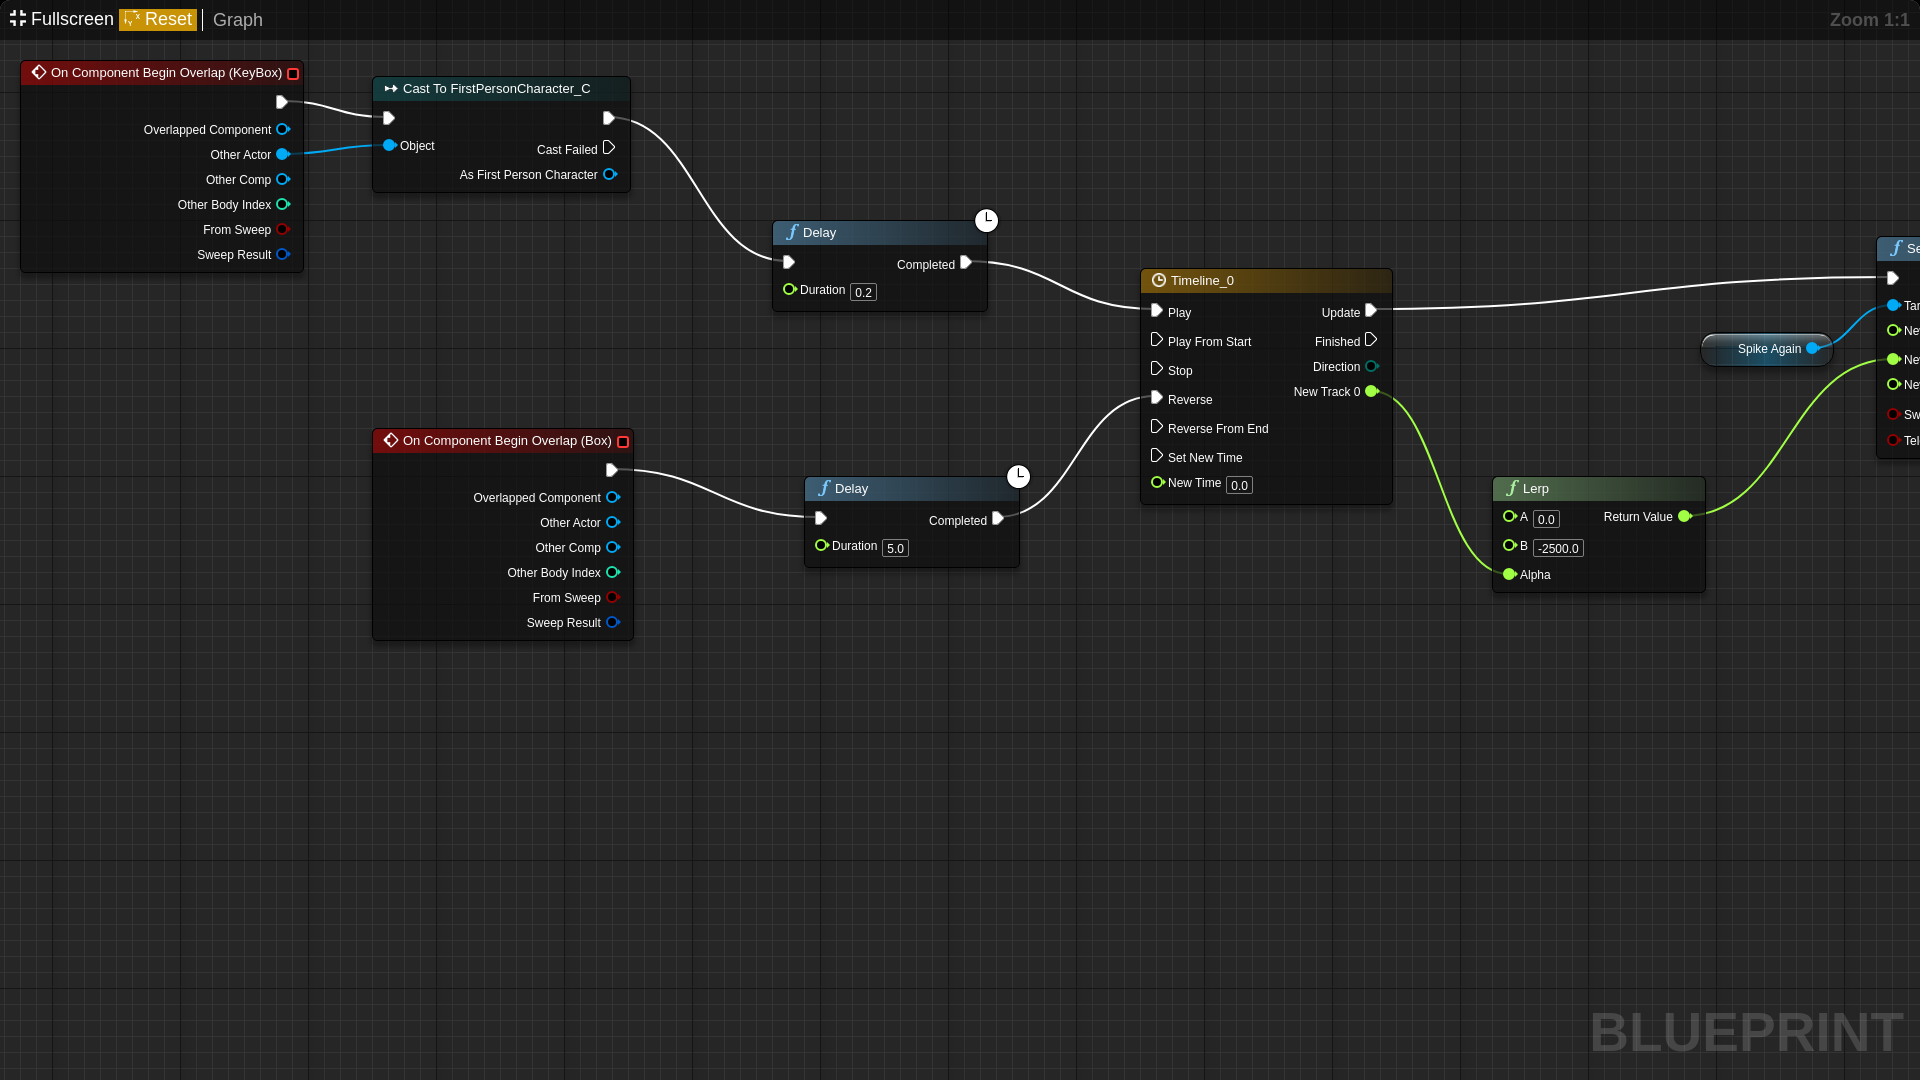 Fullscreen Reset Graph
Zoom 1:1
On Component Begin Overlap (KeyBox)
Overlapped Component
Other Actor
Other Comp
Other Body Index
From Sweep
Sweep Result
Cast To FirstPersonCharacter_C
Object
Cast Failed
As First Person Character
Delay
Completed
Duration 0.2
Timeline_0
Play
Update
Play From Start
Finished
Stop
Direction
New Track 0
Reverse
Reverse From End
Set New Time
New Time 0.0
Spike Again
Se
Tar
New
New
New
Sw
Tel
On Component Begin Overlap (Box)
Overlapped Component
Other Actor
Other Comp
Other Body Index
From Sweep
Sweep Result
Delay
Completed
Duration 5.0
Lerp
A 0.0
Return Value
B -2500.0
Alpha
BLUEPRINT